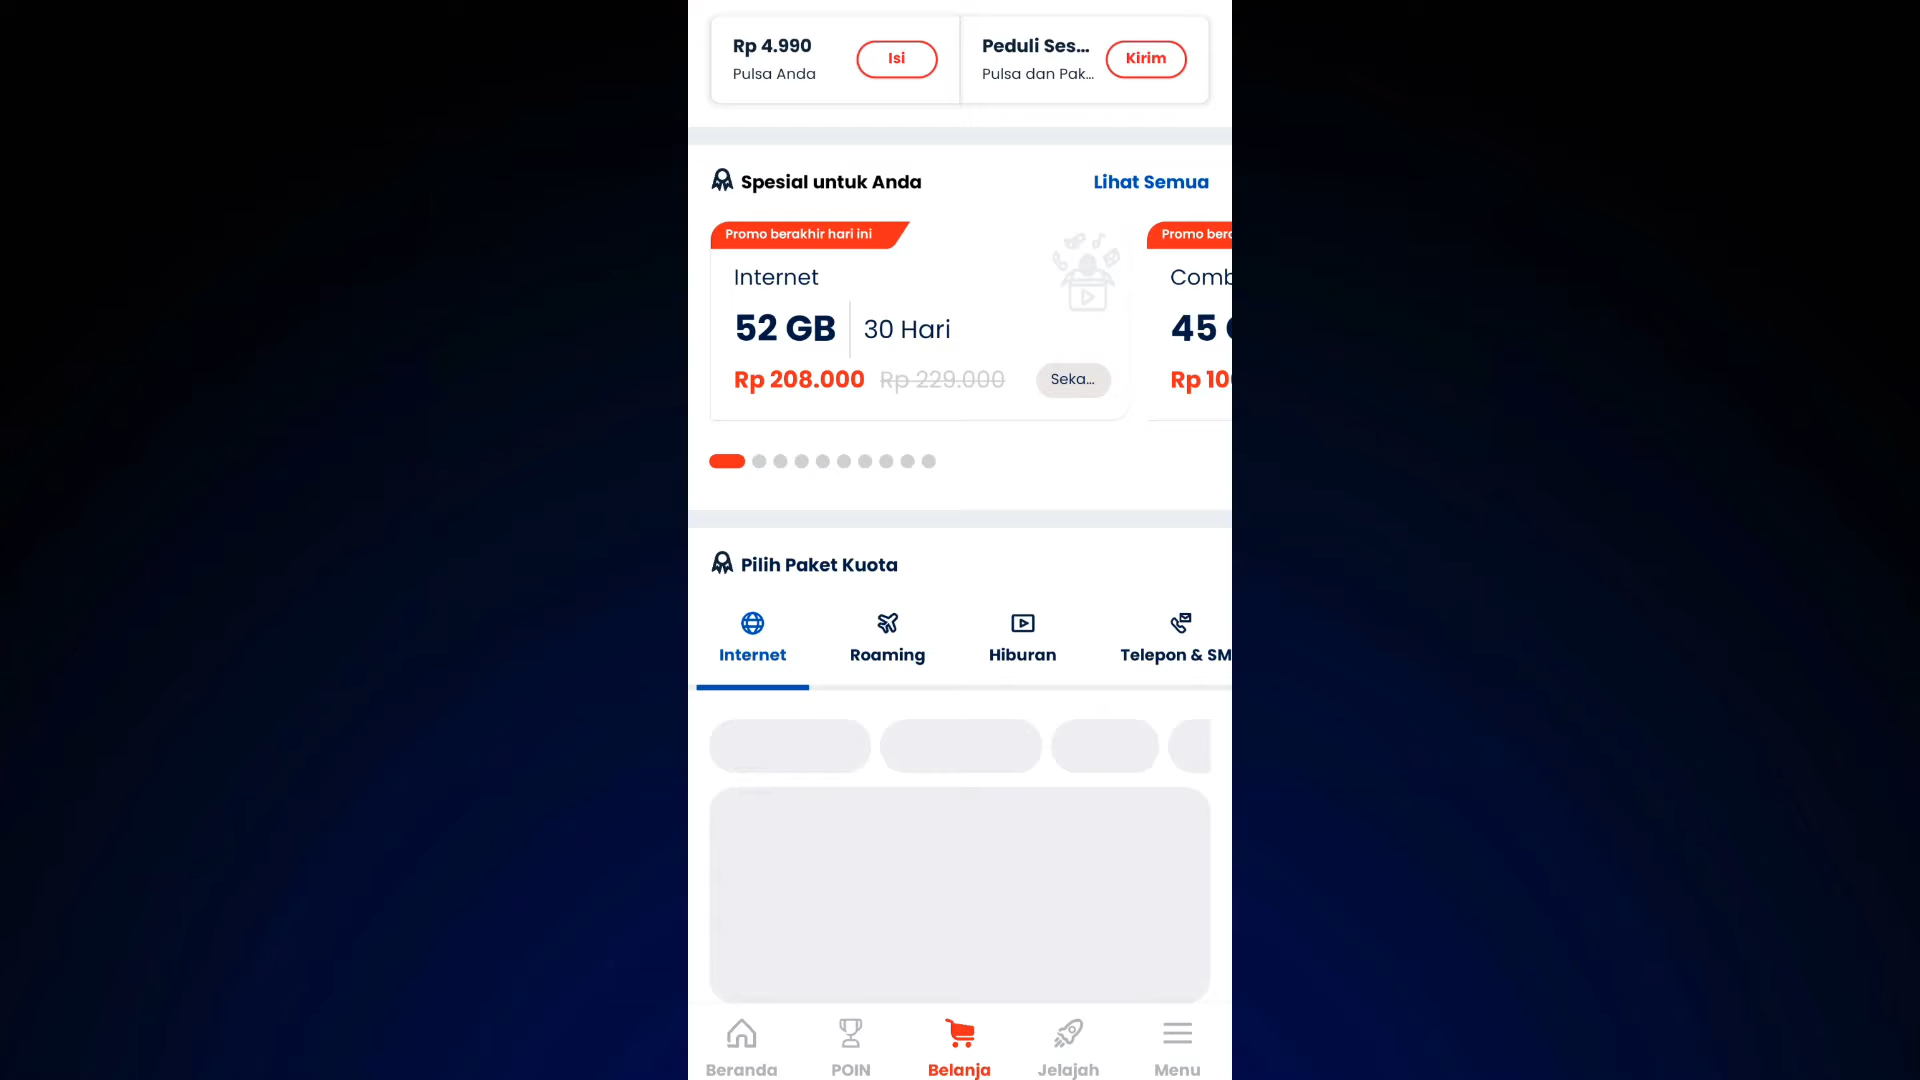 Rp 4.990
Pulsa Anda
Isi
Peduli Ses...
Pulsa dan Pak...
Kirim
Spesial untuk Anda
Lihat Semua
Promo berakhir hari ini
Internet
52 GB
30 Hari
Rp 208.000
Rp 229.000
Seka...
Promo ber
Comb
45
Rp 10
Pilih Paket Kuota
Internet
Roaming
Hiburan
Telepon & SM
Beranda
POIN
Belanja
Jelajah
Menu